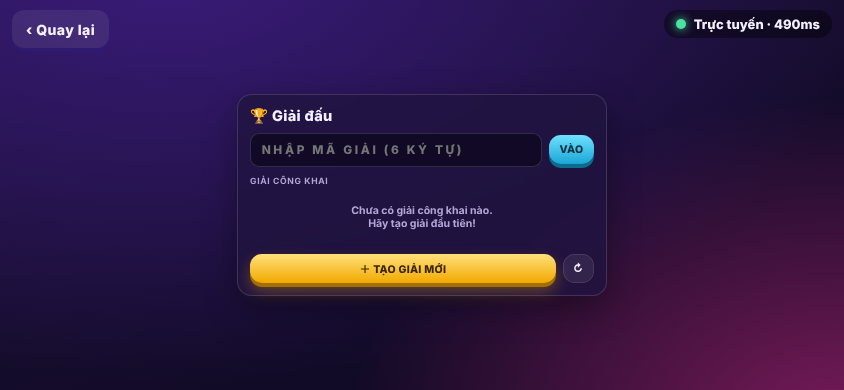 ‹ Quay lại
Trực tuyến · 490ms
🏆 Giải đấu
NHẬP MÃ GIẢI (6 KÝ TỰ)
VÀO
GIẢI CÔNG KHAI
Chưa có giải công khai nào.
Hãy tạo giải đấu tiên!
+ TẠO GIẢI MỚI
↻